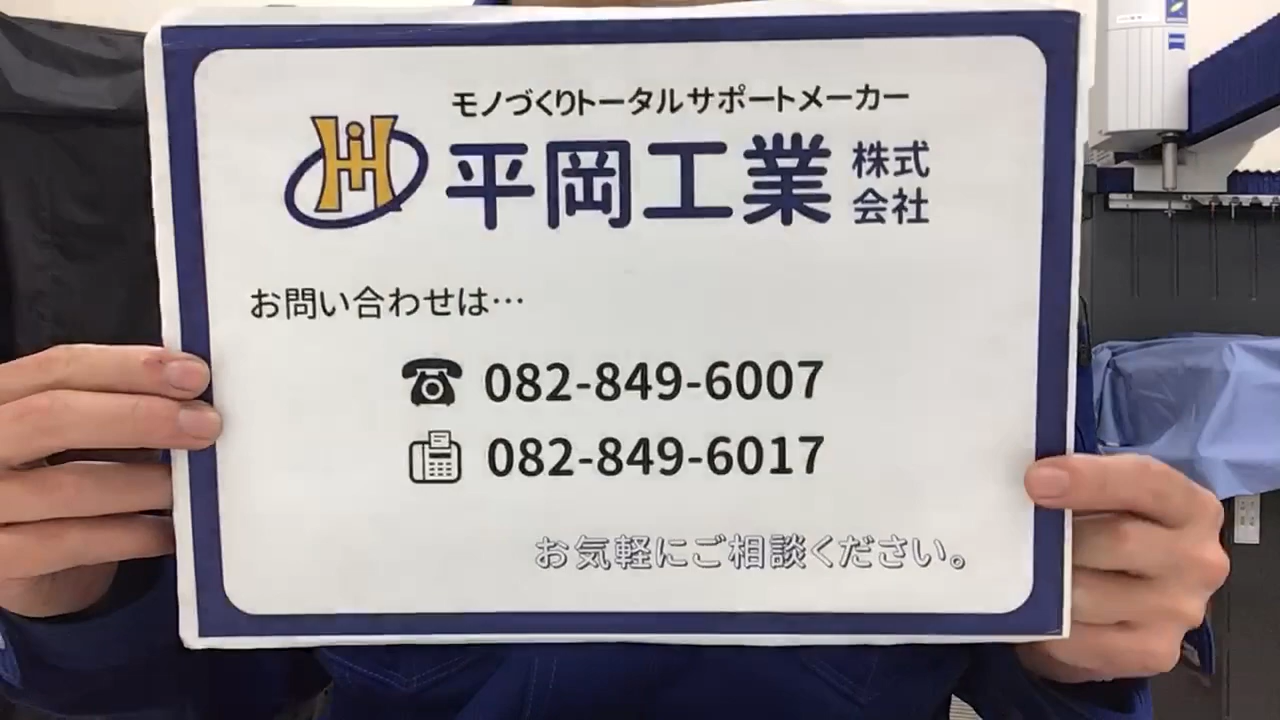 モノづくりトータルサポートメーカー
平岡工業 株式会社
お問い合わせは…
082-849-6007
082-849-6017
お気軽にご相談ください。